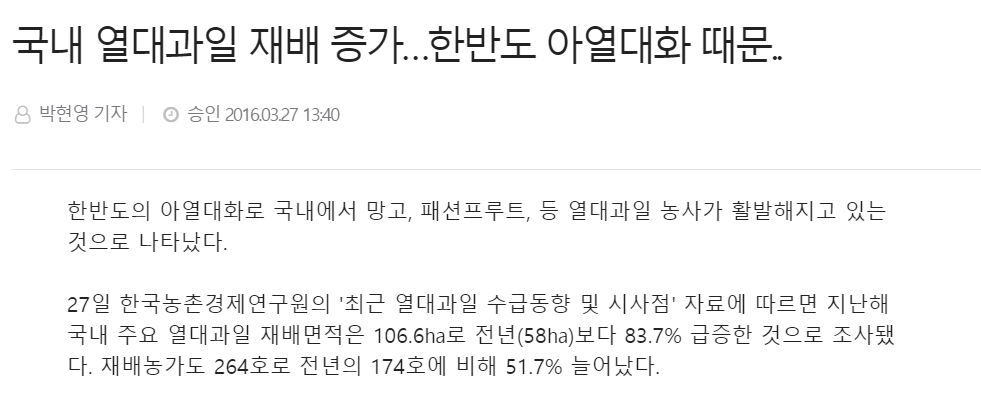 국내 열대과일 재배 증가...한반도 아열대화 때문..
박현영 기자 | 승인 2016.03.27 13:40
한반도의 아열대화로 국내에서 망고, 패션프루트, 등 열대과일 농사가 활발해지고 있는
것으로 나타났다.
27일 한국농촌경제연구원의 '최근 열대과일 수급동향 및 시사점' 자료에 따르면 지난해
국내 주요 열대과일 재배면적은 106.6ha로 전년(58ha)보다 83.7% 급증한 것으로 조사됐
다. 재배농가도 264호로 전년의 174호에 비해 51.7% 늘어났다.